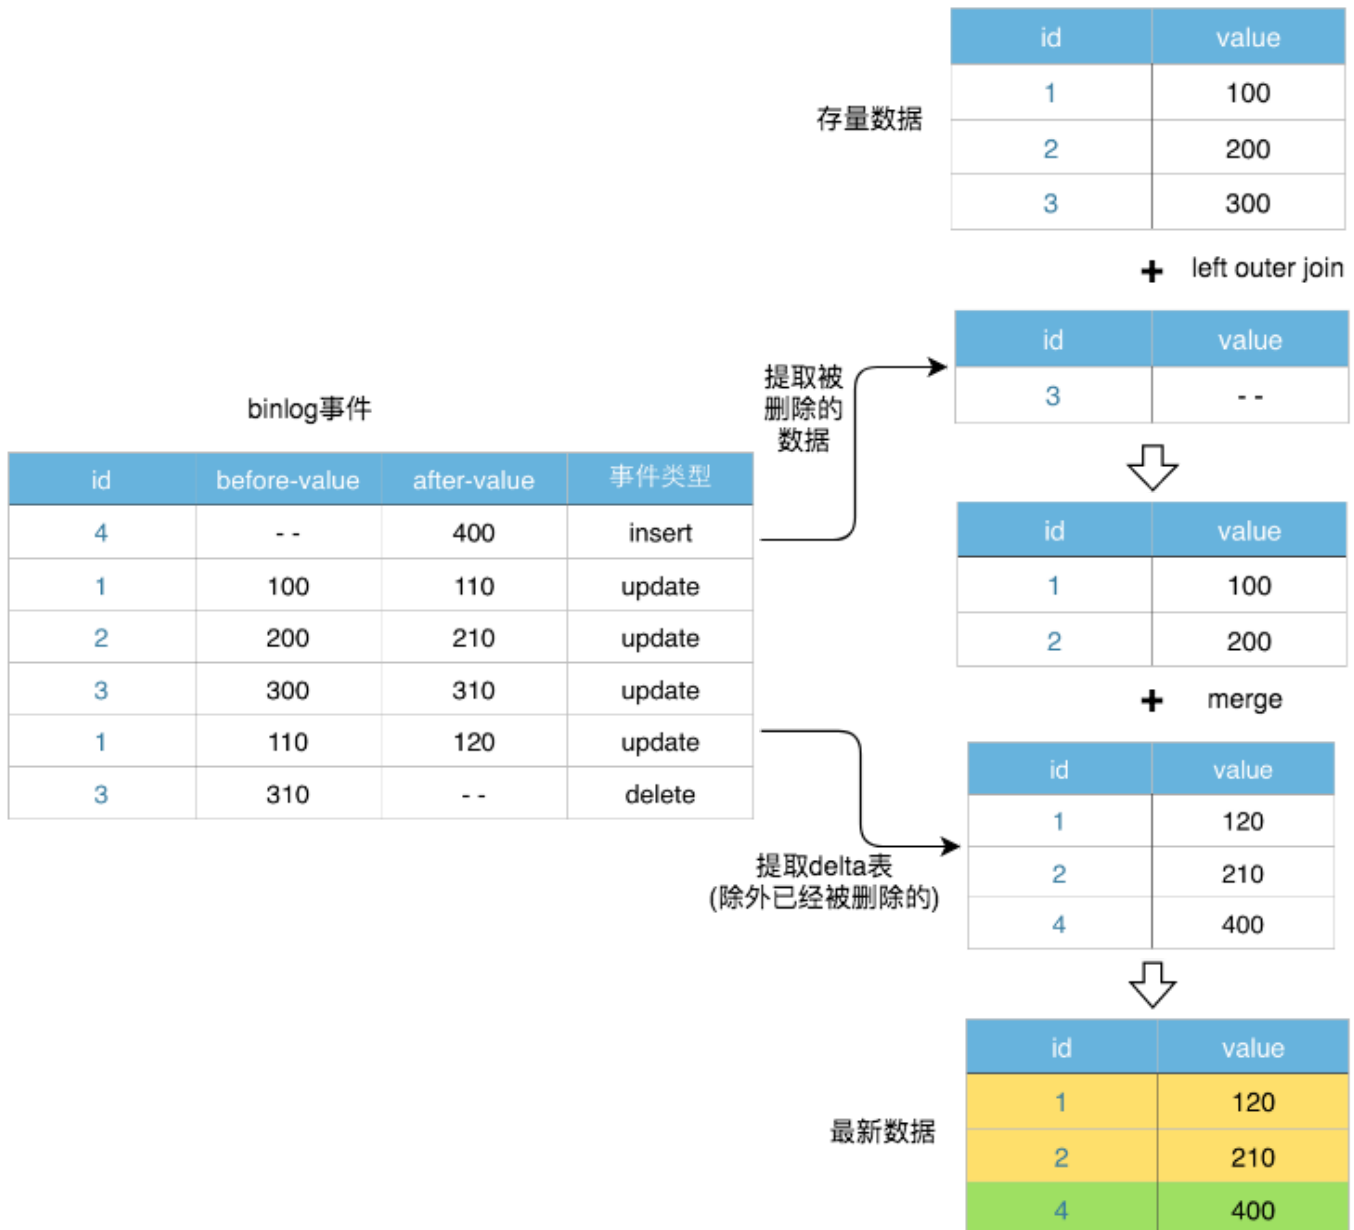 id value
1 100
存量数据
2 200
3 300
+ left outer join
id value
3 - -
提取被
删除的
数据
binlog事件
id before-value after-value 事件类型
4 - - 400 insert
1 100 110 update
2 200 210 update
3 300 310 update
1 110 120 update
3 310 - - delete
id value
1 100
2 200
+ merge
提取delta表
(除外已经被删除的)
id value
1 120
2 210
4 400
最新数据
id value
1 120
2 210
4 400